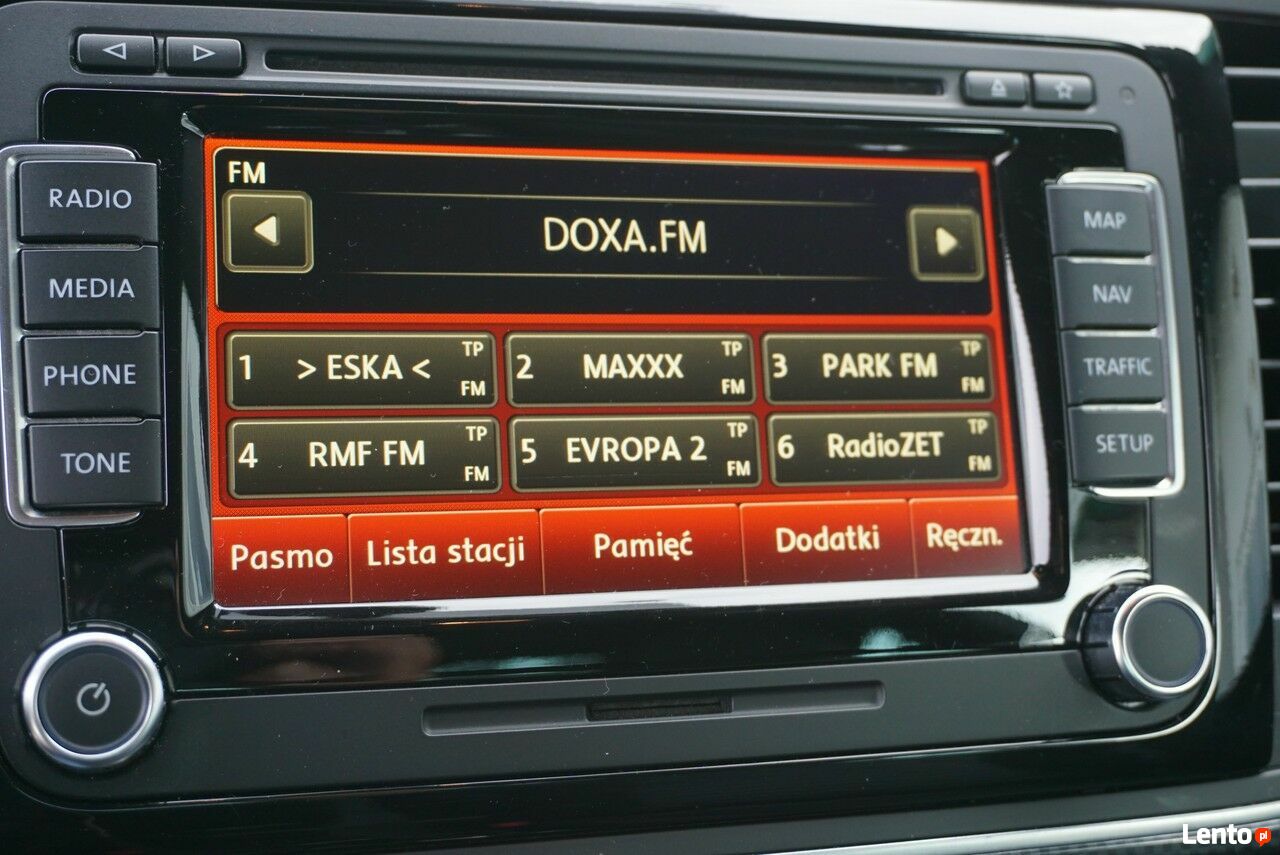 RADIO
MEDIA
PHONE
TONE
FM
DOXA.FM
1 > ESKA < TP FM
2 MAXXX TP FM
3 PARK FM TP FM
4 RMF FM TP FM
5 EVROPA 2 TP FM
6 RadioZET TP FM
Pasmo Lista stacji Pamięć Dodatki Ręczn.
MAP
NAV
TRAFFIC
SETUP
Lento.pl